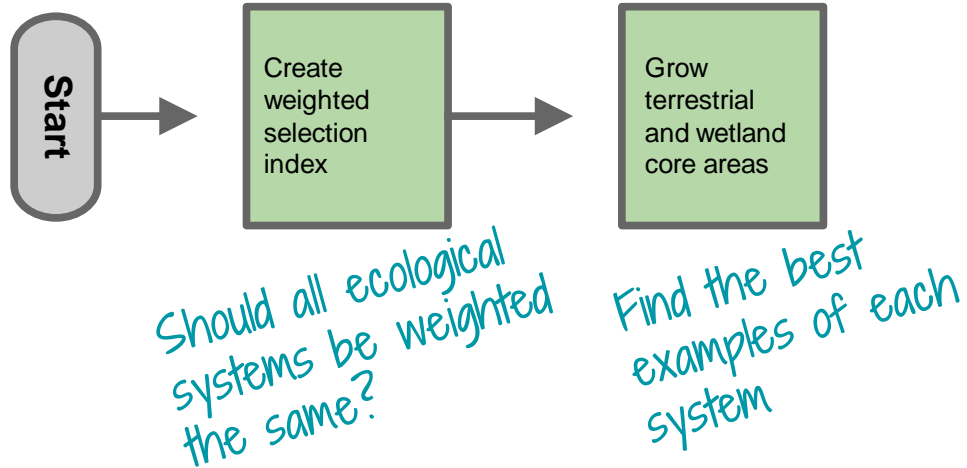 Start
Create
weighted
selection
index
Grow
terrestrial
and wetland
core areas
Should all ecological
systems be weighted
the same?
Find the best
examples of each
system